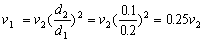 v₁ = v₂(d₂/d₁)² = v₂(0.1/0.2)² = 0.25v₂